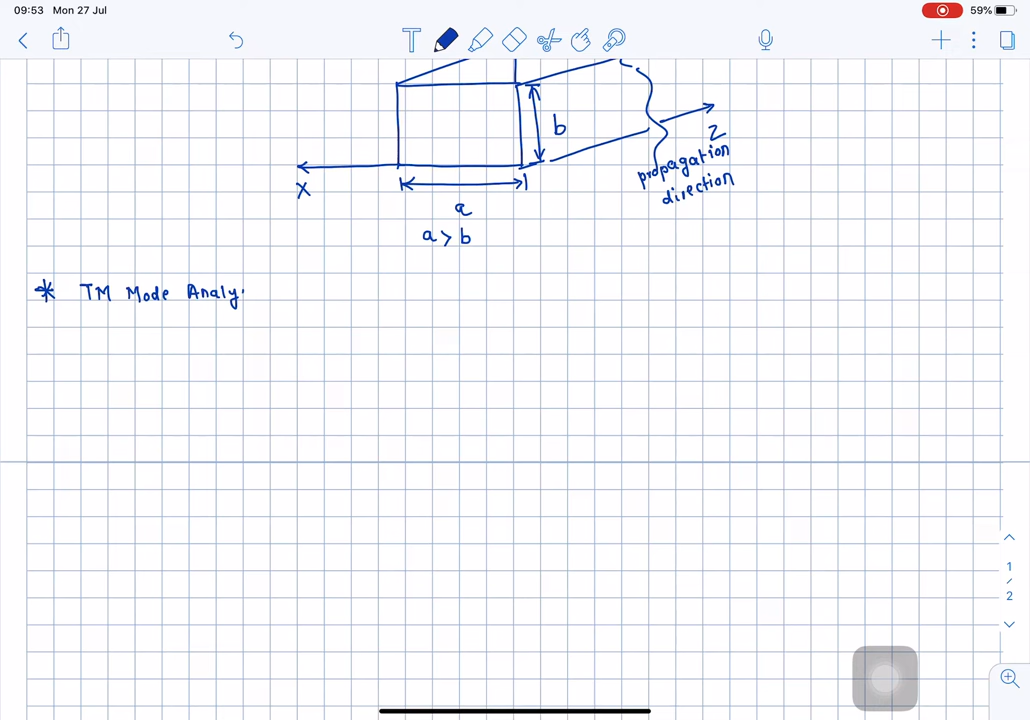 09:53 Mon 27 Jul
59%
T
b
Z
propagation
direction
X
a
a > b
* TM Mode Analy
1
/
2